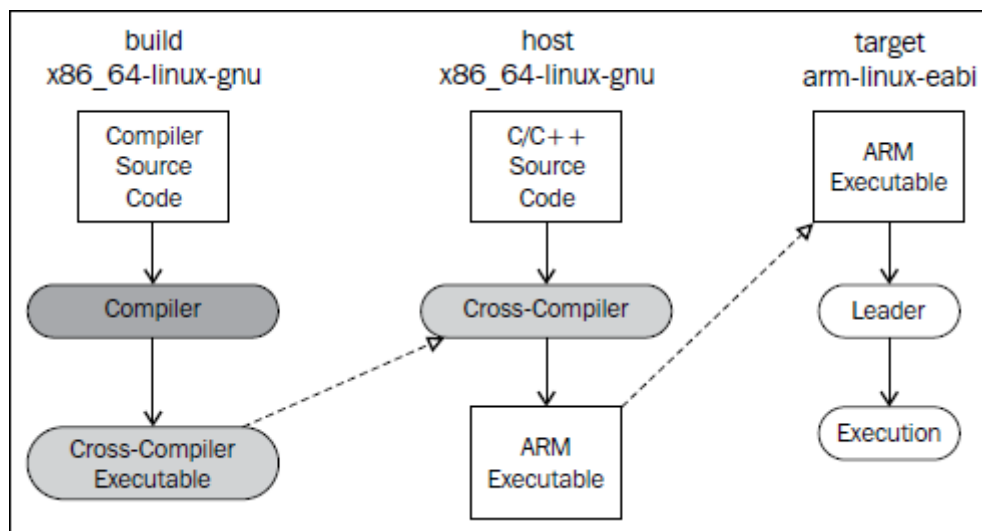 build
x86_64-linux-gnu
Compiler
Source
Code
Compiler
Cross-Compiler
Executable
host
x86_64-linux-gnu
C/C++
Source
Code
Cross-Compiler
ARM
Executable
target
arm-linux-eabi
ARM
Executable
Leader
Execution